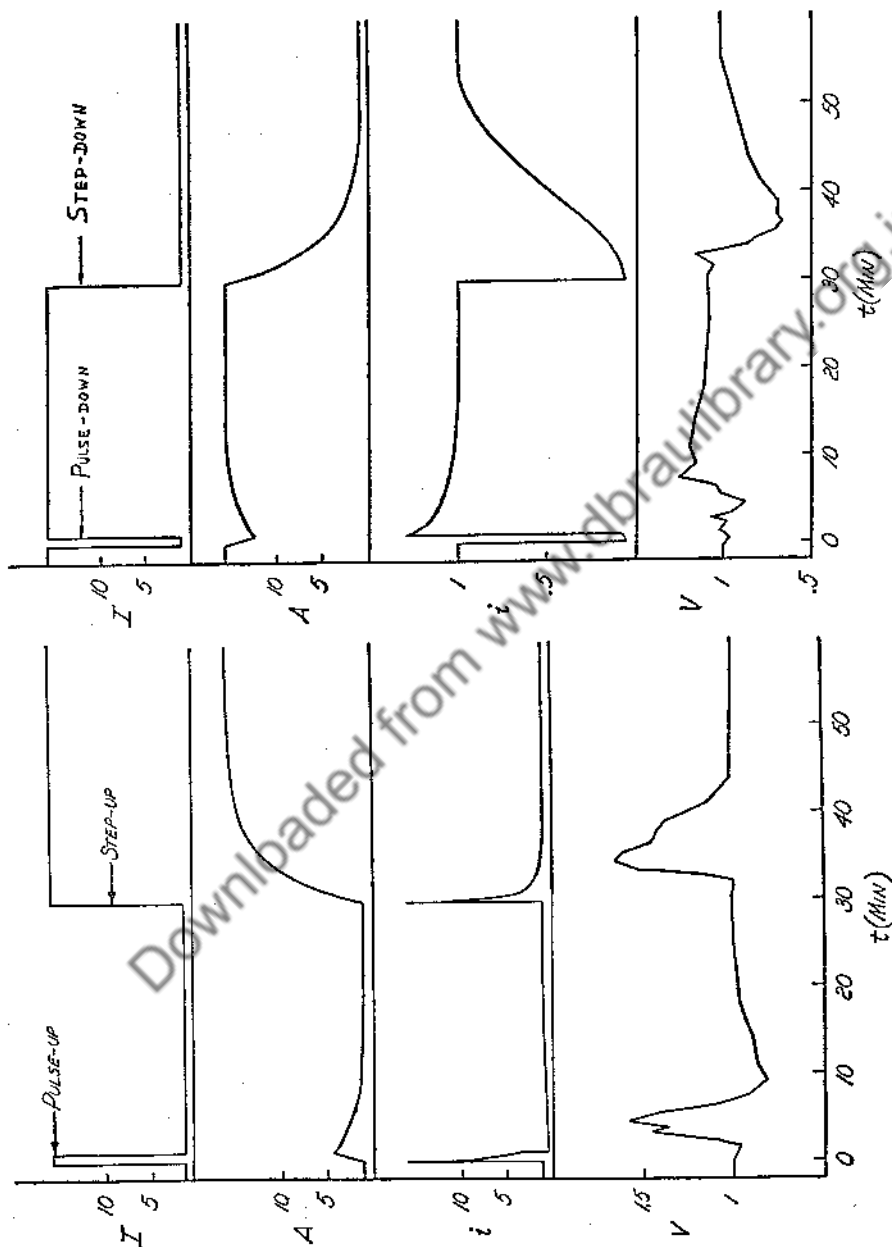 PULSE-UP
STEP-UP
I
5
10
A
5
10
i
5
10
V
1
1.5
0 10 20 30 40 50
t (MIN)
PULSE-DOWN
STEP-DOWN
I
5
10
A
5
10
i
.5
1
V
.5
1
0 10 20 30 40 50
t (MIN)
Downloaded from www.dbraulibrary.org.i